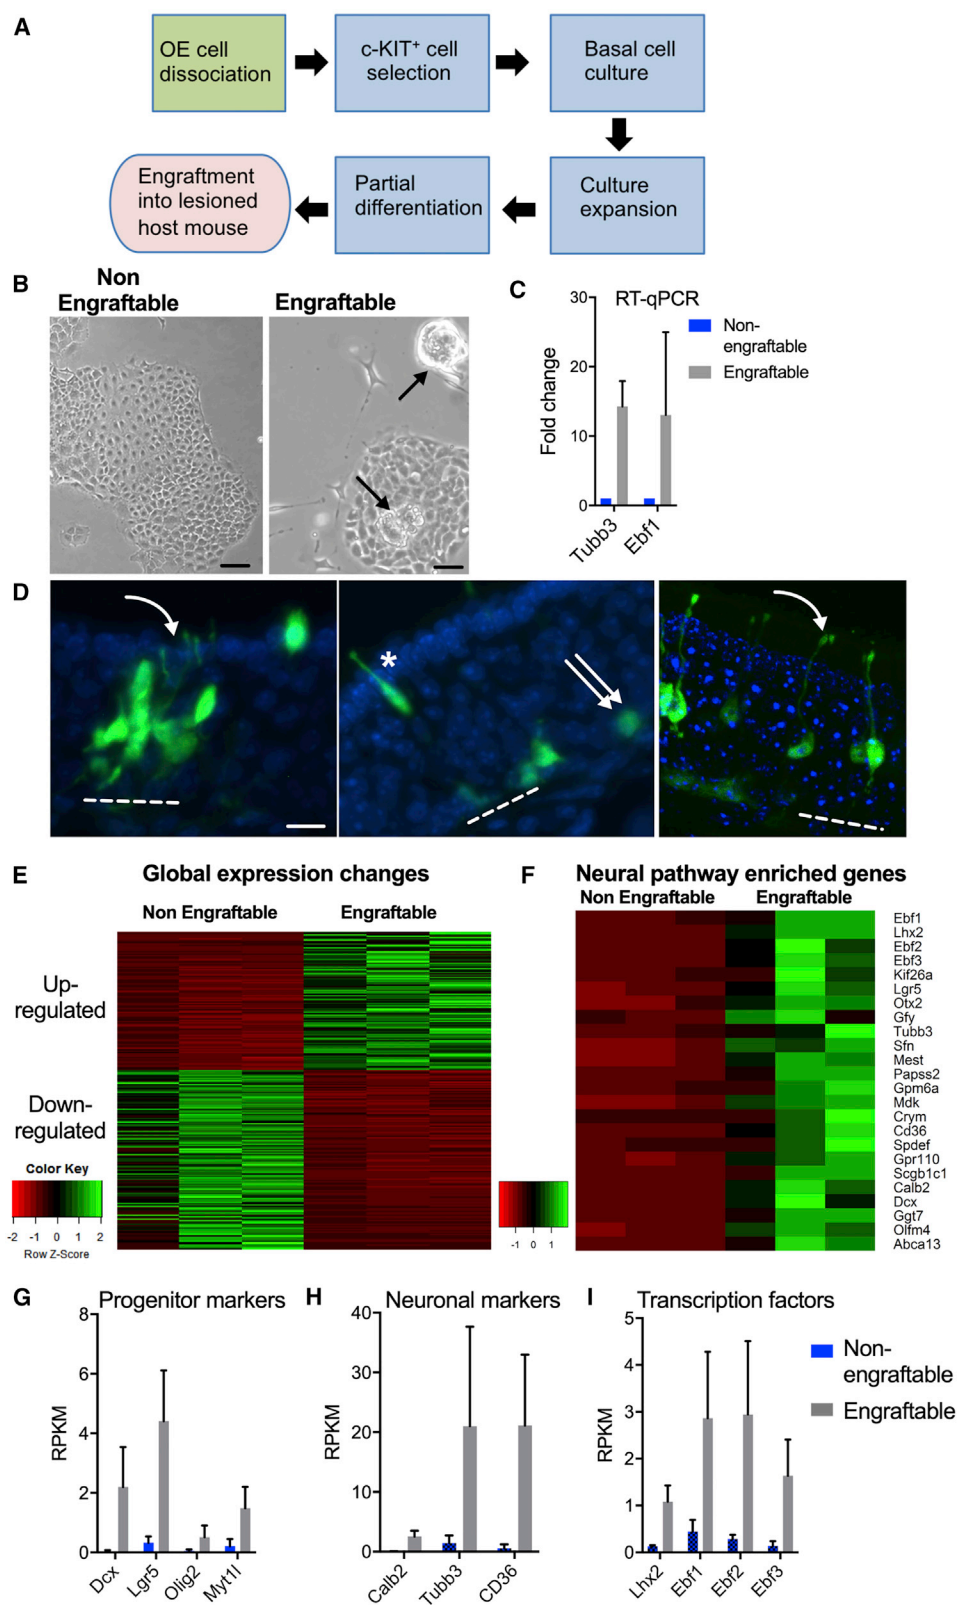 A
OE cell
dissociation
c-KIT⁺ cell
selection
Basal cell
culture
Engraftment
into lesioned
host mouse
Partial
differentiation
Culture
expansion
B
Non
Engraftable
Engraftable
C
RT-qPCR
Fold change
30
20
10
0
Tubb3
Ebf1
Non-
engraftable
Engraftable
D
*
E
Global expression changes
Non Engraftable
Engraftable
Up-
regulated
Down-
regulated
Color Key
-2 -1 0 1 2
Row Z-Score
F
Neural pathway enriched genes
Non Engraftable
Engraftable
Ebf1
Lhx2
Ebf2
Ebf3
Kif26a
Lgr5
Otx2
Gfy
Tubb3
Sfn
Mest
Papss2
Gpm6a
Mdk
Crym
Cd36
Spdef
Gpr110
Scgb1c1
Calb2
Dcx
Ggt7
Olfm4
Abca13
-1 0 1
G
Progenitor markers
RPKM
8
6
4
2
0
Dcx
Lgr5
Olig2
Myt1l
H
Neuronal markers
RPKM
40
30
20
10
0
Calb2
Tubb3
CD36
I
Transcription factors
RPKM
5
4
3
2
1
0
Lhx2
Ebf1
Ebf2
Ebf3
Non-
engraftable
Engraftable